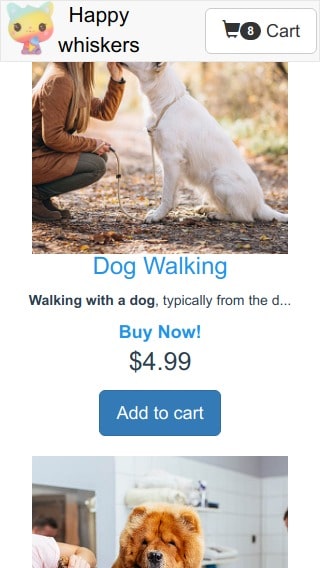 Happy
whiskers
8 Cart
Dog Walking
Walking with a dog, typically from the d...
Buy Now!
$4.99
Add to cart